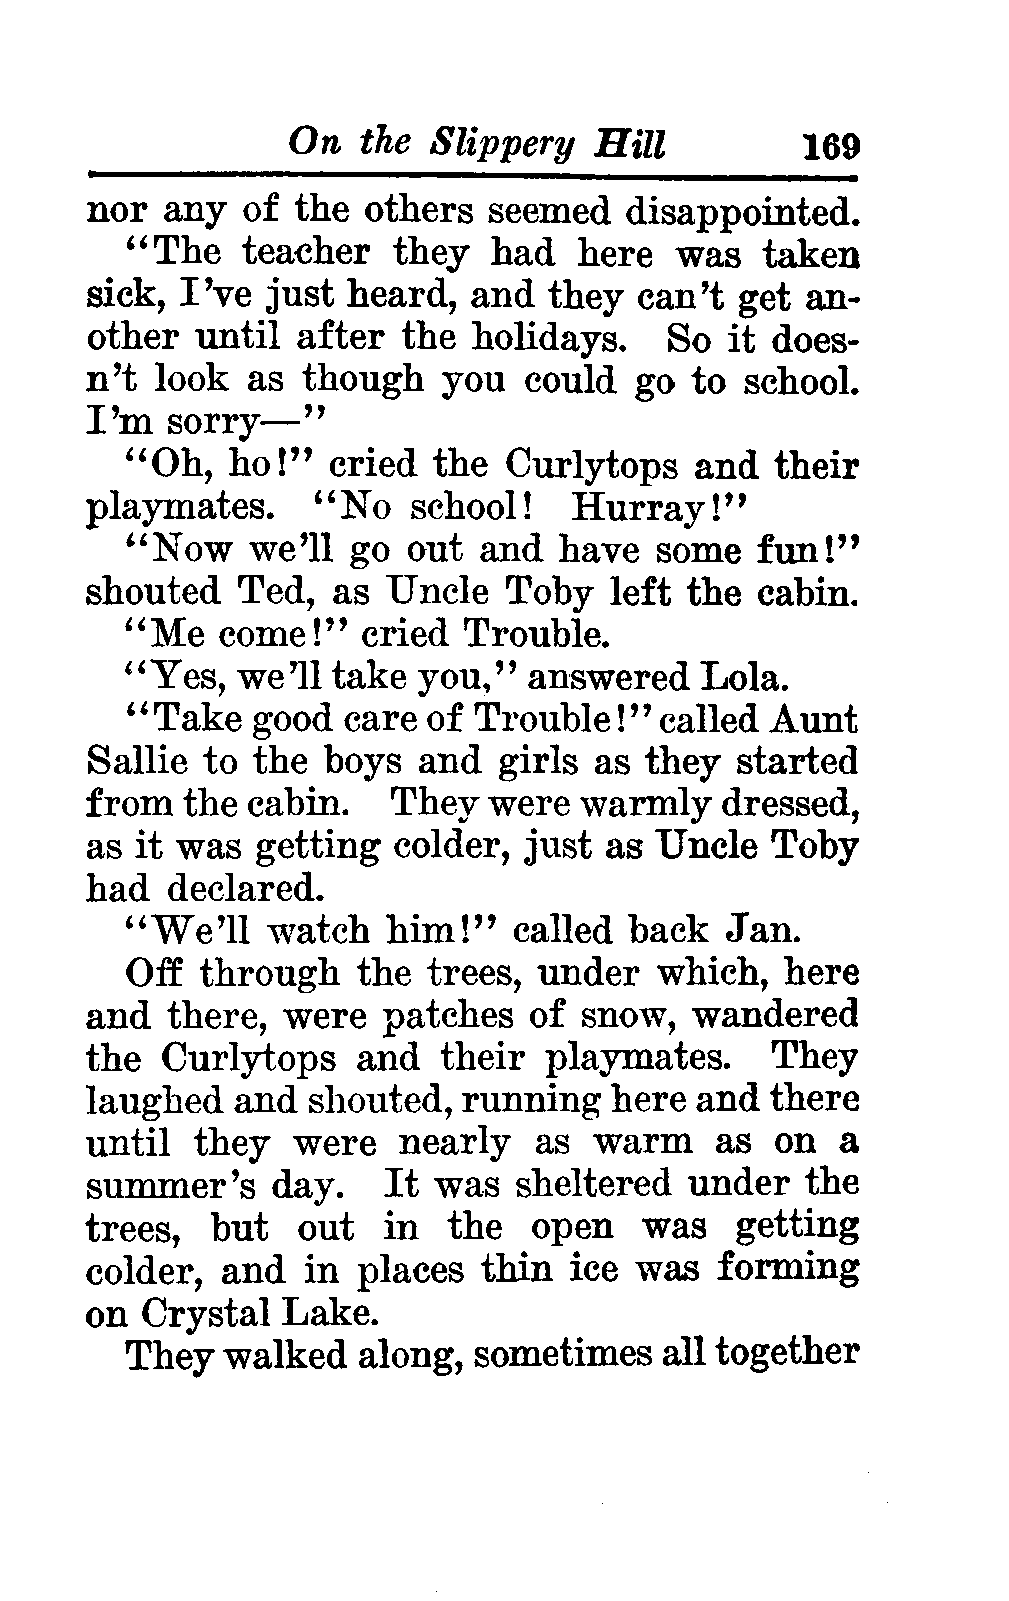 On the Slippery Hill 169
nor any of the others seemed disappointed.
"The teacher they had here was taken
sick, I've just heard, and they can't get an-
other until after the holidays. So it does-
n't look as though you could go to school.
I'm sorry—"
"Oh, ho!" cried the Curlytops and their
playmates. "No school! Hurray!"
"Now we'll go out and have some fun!"
shouted Ted, as Uncle Toby left the cabin.
"Me come!" cried Trouble.
"Yes, we'll take you," answered Lola.
"Take good care of Trouble!" called Aunt
Sallie to the boys and girls as they started
from the cabin. They were warmly dressed,
as it was getting colder, just as Uncle Toby
had declared.
"We'll watch him!" called back Jan.
Off through the trees, under which, here
and there, were patches of snow, wandered
the Curlytops and their playmates. They
laughed and shouted, running here and there
until they were nearly as warm as on a
summer's day. It was sheltered under the
trees, but out in the open was getting
colder, and in places thin ice was forming
on Crystal Lake.
They walked along, sometimes all together